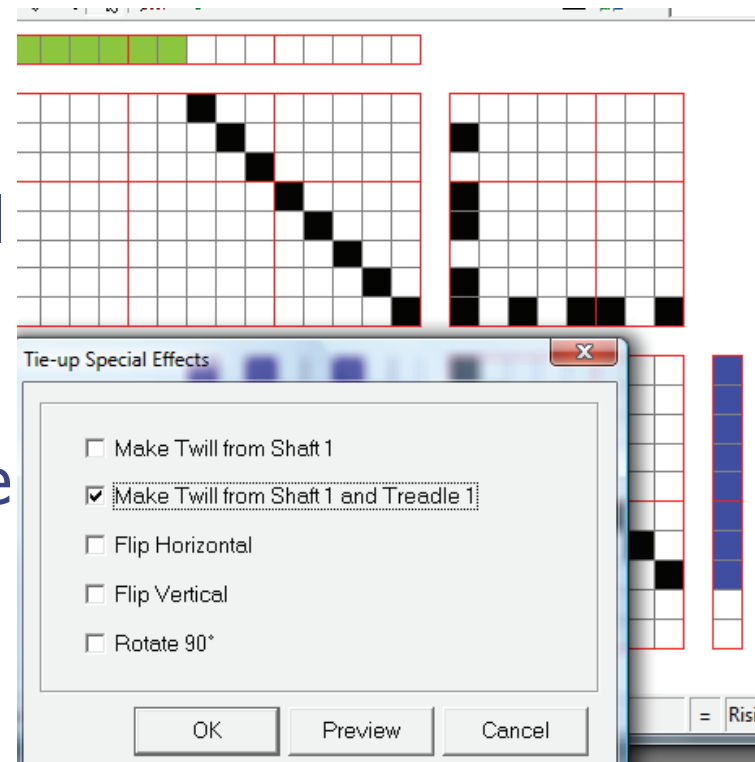 Tie-up Special Effects
Make Twill from Shaft 1
Make Twill from Shaft 1 and Treadle 1
Flip Horizontal
Flip Vertical
Rotate 90°
OK Preview Cancel
= Risi
e